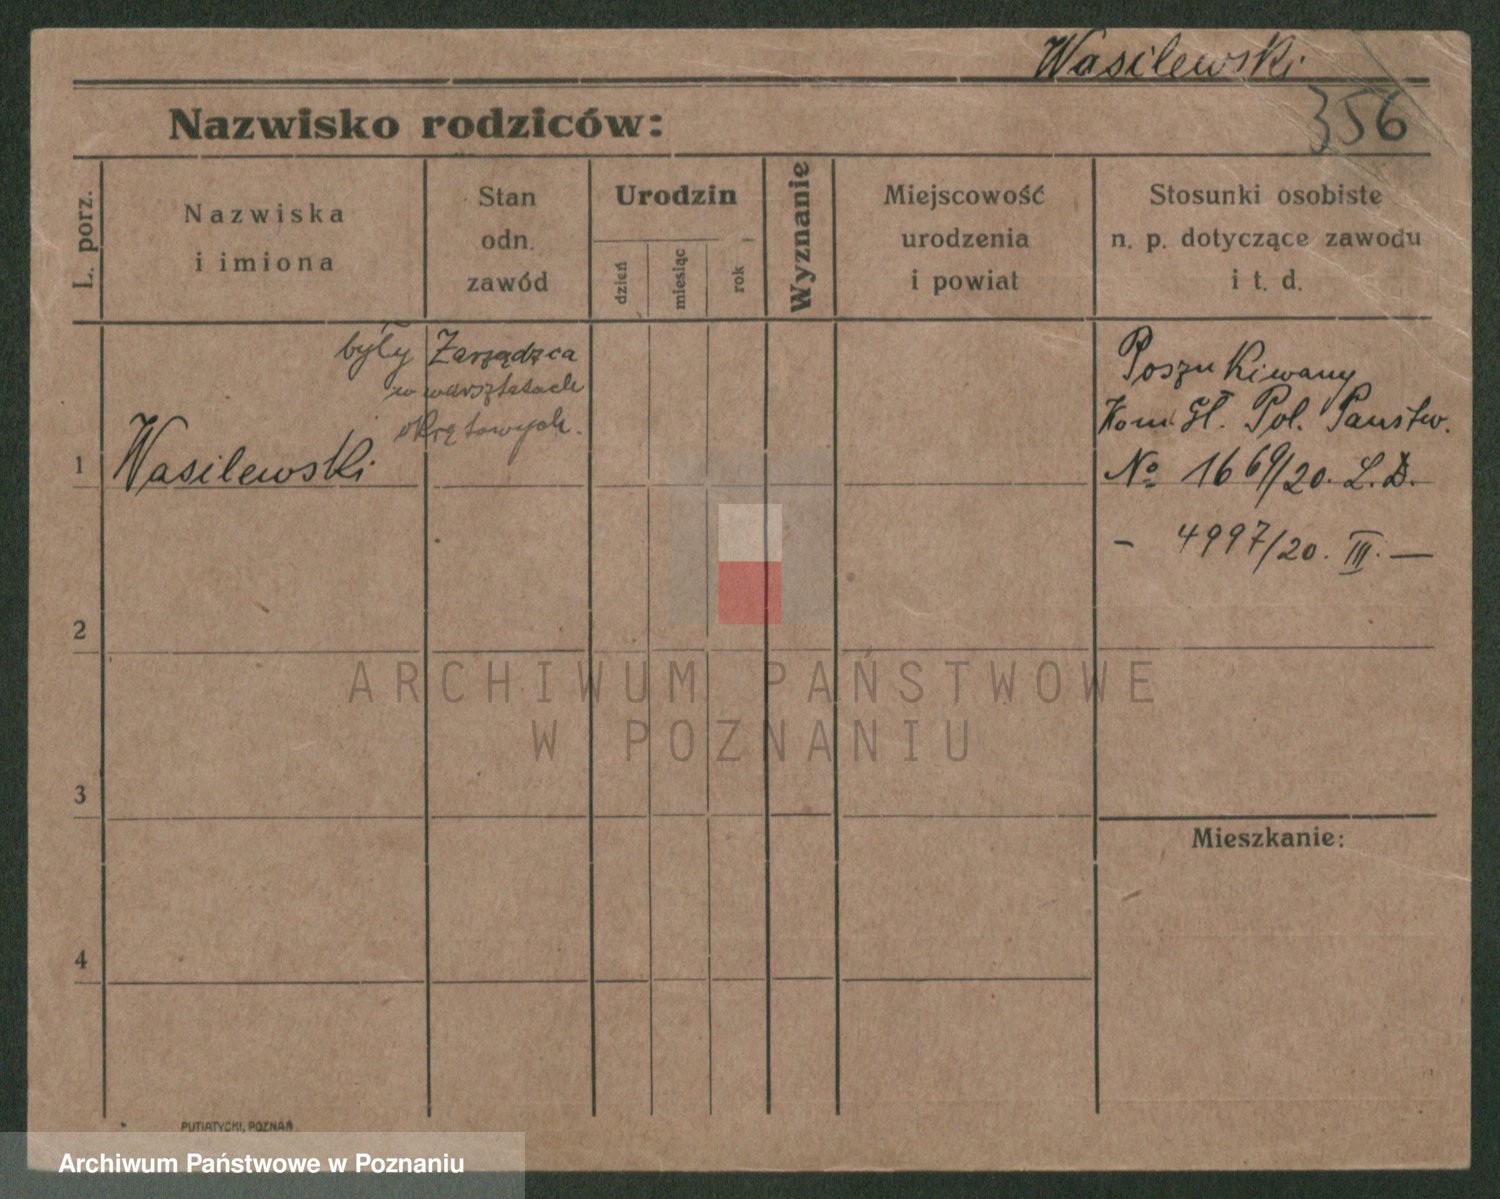 Wasilewski
356
Nazwisko rodziców:
L. porz.
Nazwiska
i imiona
Stan
odn.
zawód
Urodzin
dzień
miesiąc
rok
Wyznanie
Miejscowość
urodzenia
i powiat
Stosunki osobiste
n. p. dotyczące zawodu
i t. d.
były Zarządzca
w warsztatach
okrętowych.
1 Wasilewski
Poszukiwany
Kom. Gł. Pol. Państw.
No 1669/20. L.D.
- 4997/20. III. —
2
ARCHIWUM PAŃSTWOWE
W POZNANIU
3
Mieszkanie:
4
PUTIATYCKI, POZNAŃ
Archiwum Państwowe w Poznaniu